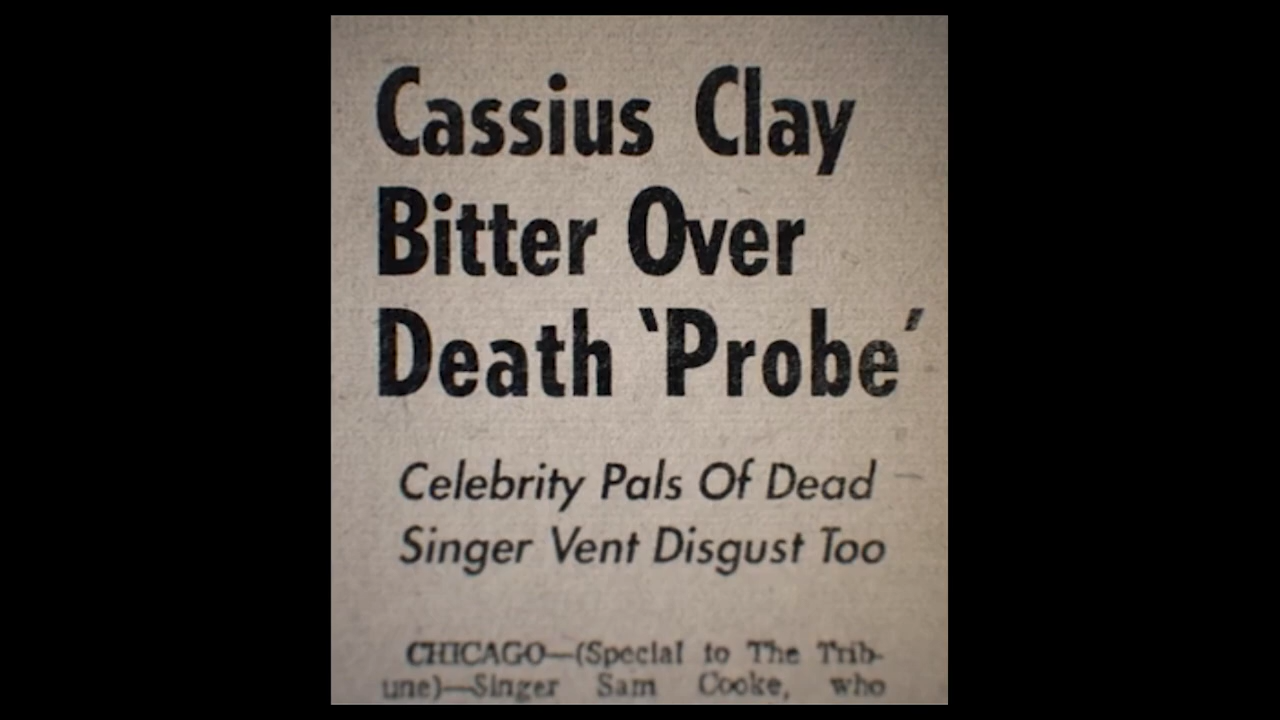 Cassius Clay
Bitter Over
Death 'Probe'
Celebrity Pals Of Dead
Singer Vent Disgust Too
CHICAGO—(Special to The Trib-
une)—Singer Sam Cooke, who